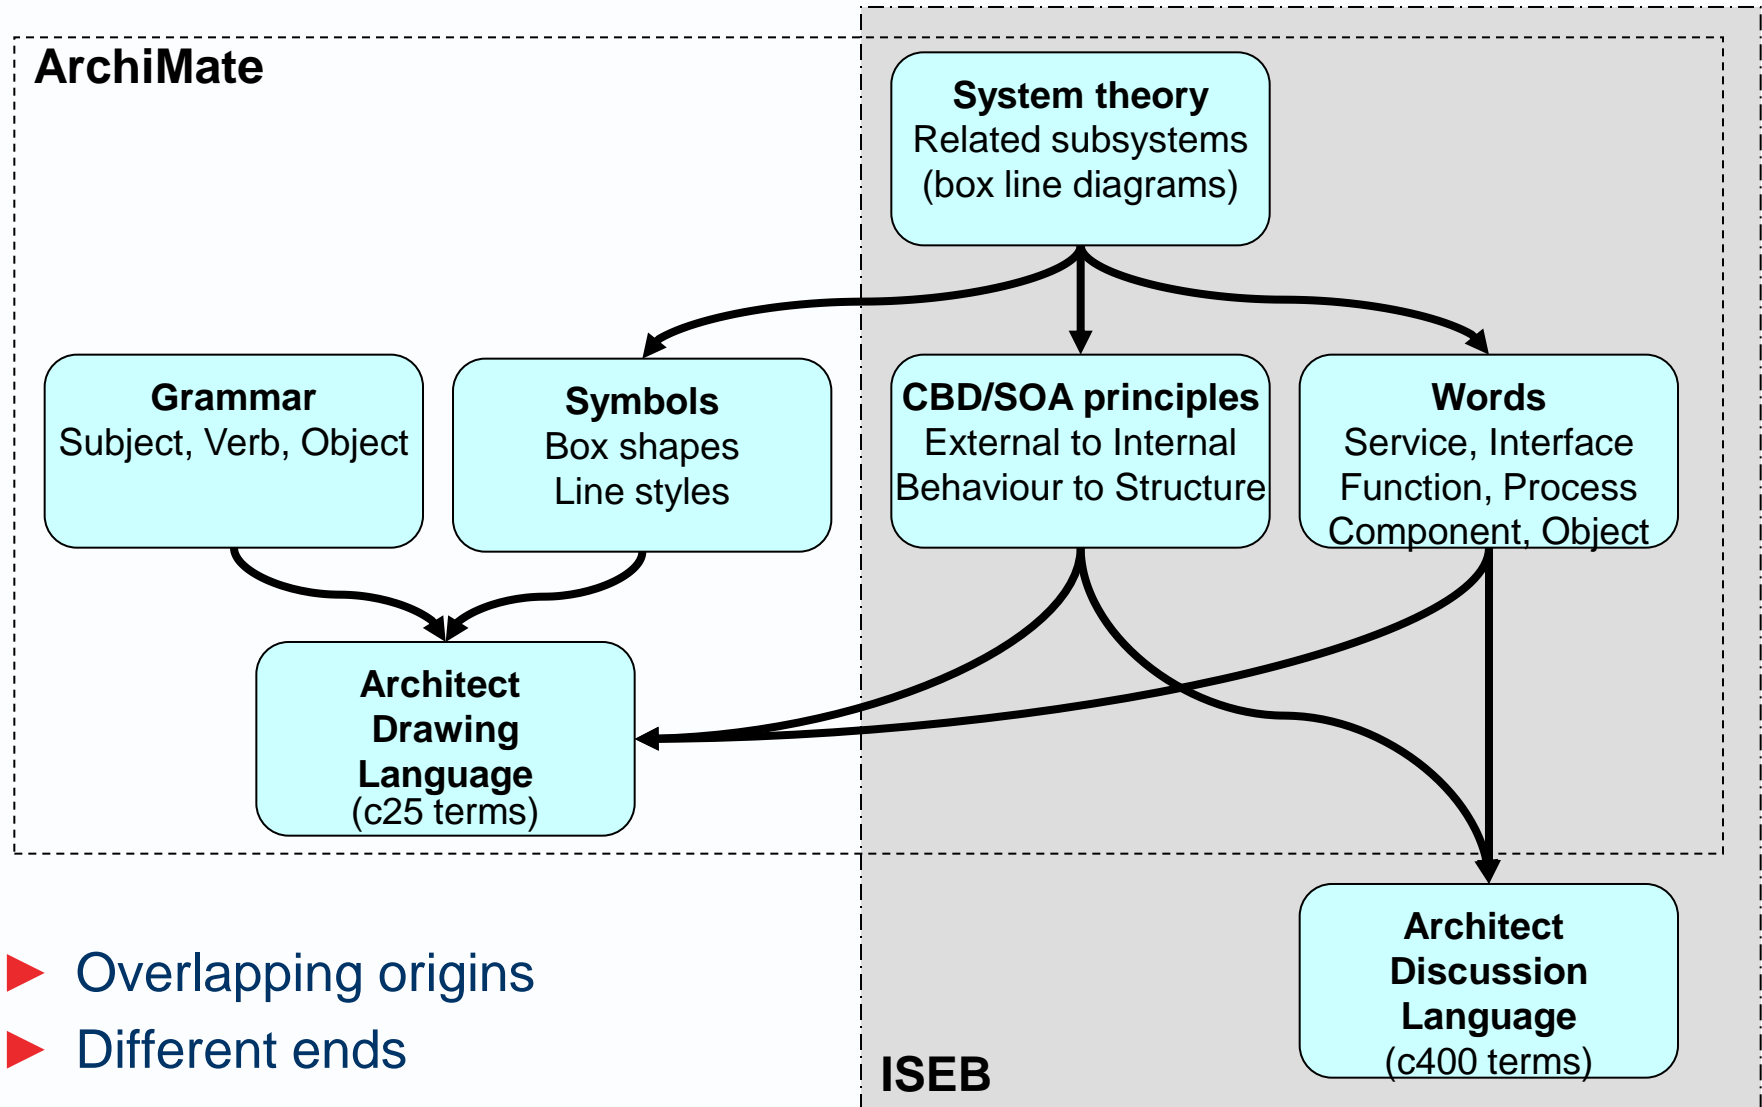 ArchiMate
System theory
Related subsystems
(box line diagrams)
Grammar
Subject, Verb, Object
Symbols
Box shapes
Line styles
CBD/SOA principles
External to Internal
Behaviour to Structure
Words
Service, Interface
Function, Process
Component, Object
Architect
Drawing
Language
(c25 terms)
Architect
Discussion
Language
(c400 terms)
Overlapping origins
Different ends
ISEB